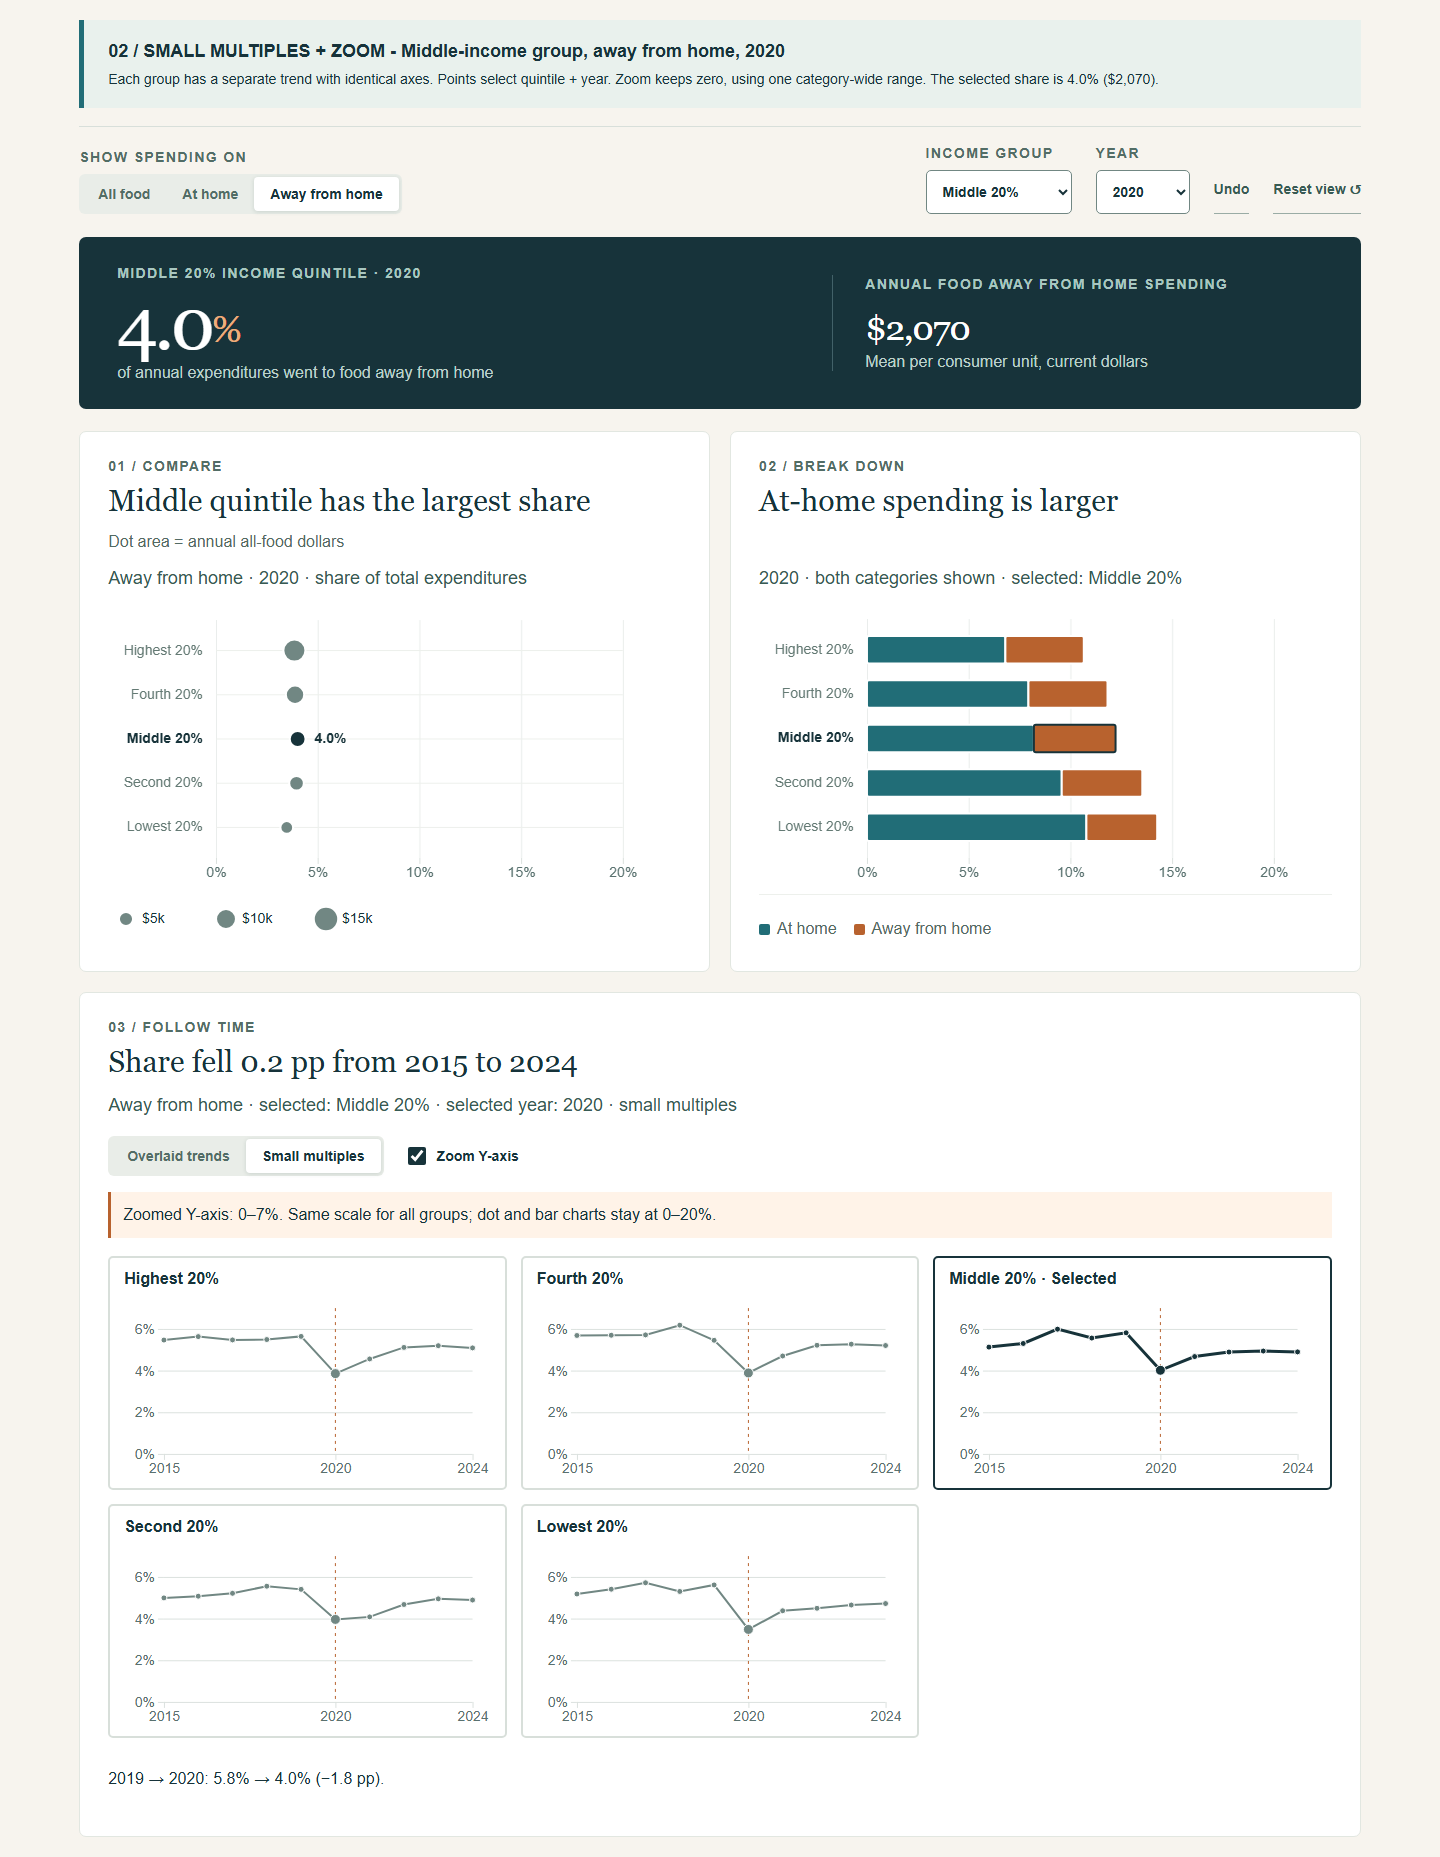 02 / SMALL MULTIPLES + ZOOM - Middle-income group, away from home, 2020
Each group has a separate trend with identical axes. Points select quintile + year. Zoom keeps zero, using one category-wide range. The selected share is 4.0% ($2,070).
SHOW SPENDING ON
All food At home Away from home
INCOME GROUP
Middle 20%
YEAR
2020
Undo
Reset view ↺
MIDDLE 20% INCOME QUINTILE · 2020
4.0%
of annual expenditures went to food away from home
ANNUAL FOOD AWAY FROM HOME SPENDING
$2,070
Mean per consumer unit, current dollars
01 / COMPARE
Middle quintile has the largest share
Dot area = annual all-food dollars
Away from home · 2020 · share of total expenditures
Highest 20%
Fourth 20%
Middle 20% 4.0%
Second 20%
Lowest 20%
0% 5% 10% 15% 20%
$5k $10k $15k
02 / BREAK DOWN
At-home spending is larger
2020 · both categories shown · selected: Middle 20%
Highest 20%
Fourth 20%
Middle 20%
Second 20%
Lowest 20%
0% 5% 10% 15% 20%
At home Away from home
03 / FOLLOW TIME
Share fell 0.2 pp from 2015 to 2024
Away from home · selected: Middle 20% · selected year: 2020 · small multiples
Overlaid trends Small multiples Zoom Y-axis
Zoomed Y-axis: 0–7%. Same scale for all groups; dot and bar charts stay at 0–20%.
Highest 20%
6%
4%
2%
0%
2015 2020 2024
Fourth 20%
6%
4%
2%
0%
2015 2020 2024
Middle 20% · Selected
6%
4%
2%
0%
2015 2020 2024
Second 20%
6%
4%
2%
0%
2015 2020 2024
Lowest 20%
6%
4%
2%
0%
2015 2020 2024
2019 → 2020: 5.8% → 4.0% (−1.8 pp).